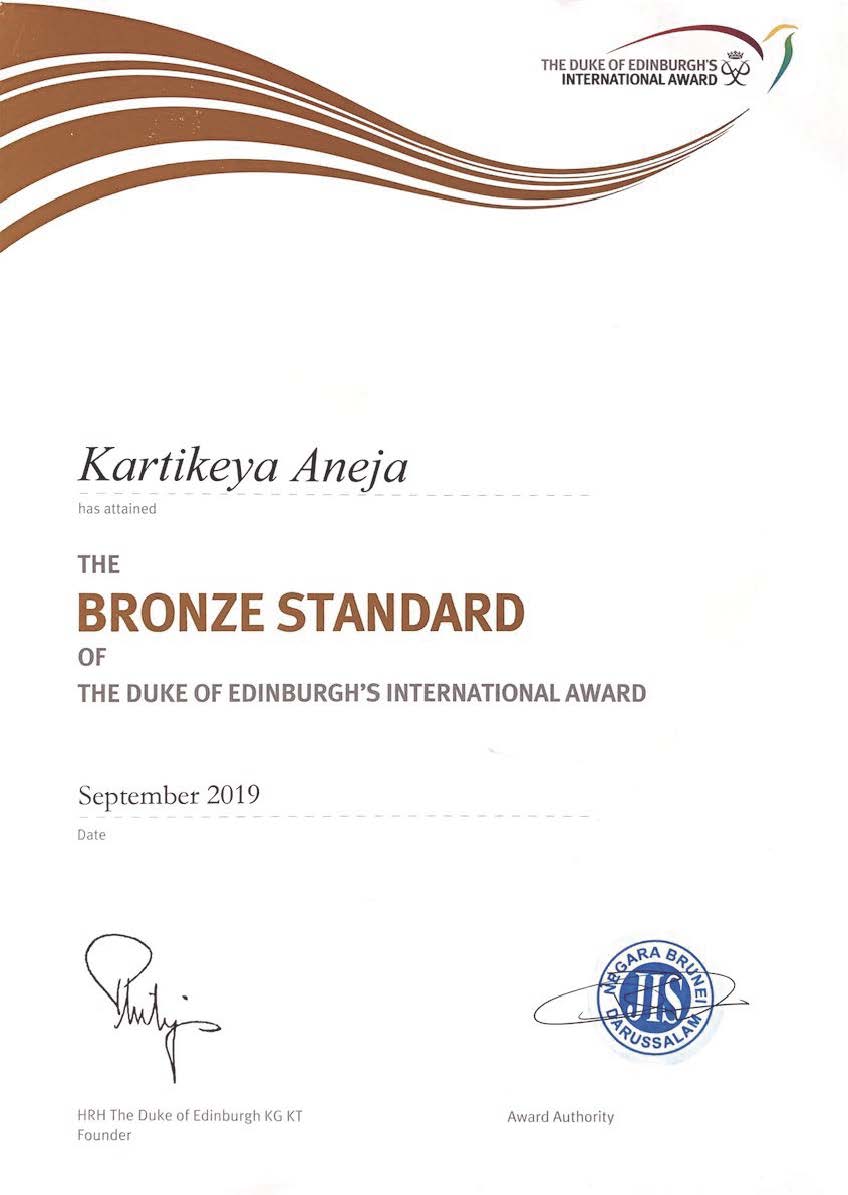 THE DUKE OF EDINBURGH'S
INTERNATIONAL AWARD
Kartikeya Aneja
has attained
THE
BRONZE STANDARD
OF
THE DUKE OF EDINBURGH'S INTERNATIONAL AWARD
September 2019
Date
Philip
NEGARA BRUNEI
JIS
DARUSSALAM
HRH The Duke of Edinburgh KG KT
Founder
Award Authority